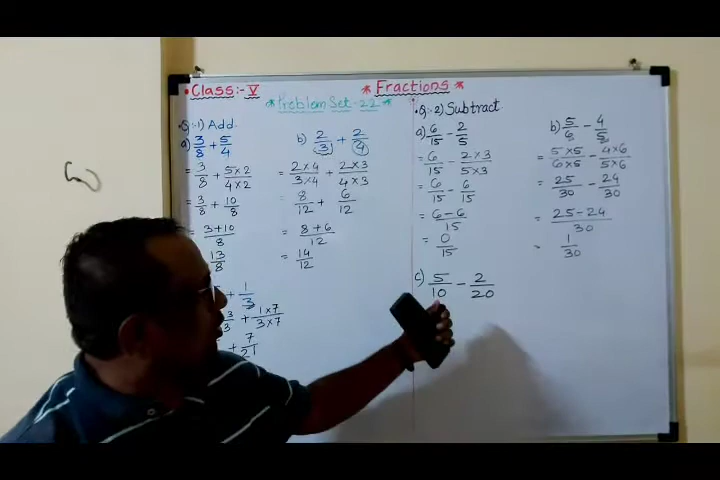 • Class:- V
* Fractions *
* Problem Set-22 *
•Q:-1) Add.
a) 3/8 + 5/4
= 3/8 + 5×2/4×2
= 3/8 + 10/8
= 3+10/8
13/8
b) 2/3 + 2/4
= 2×4/3×4 + 2×3/4×3
= 8/12 + 6/12
= 8+6/12
= 14/12
+ 1/3
+ 1×7/3×7
+ 7/21
•Q:-2) Subtract
a) 6/15 - 2/5
= 6/15 - 2×3/5×3
= 6/15 - 6/15
= 6-6/15
= 0/15
b) 5/6 - 4/5
= 5×5/6×5 - 4×6/5×6
= 25/30 - 24/30
= 25-24/30
= 1/30
c) 5/10 - 2/20